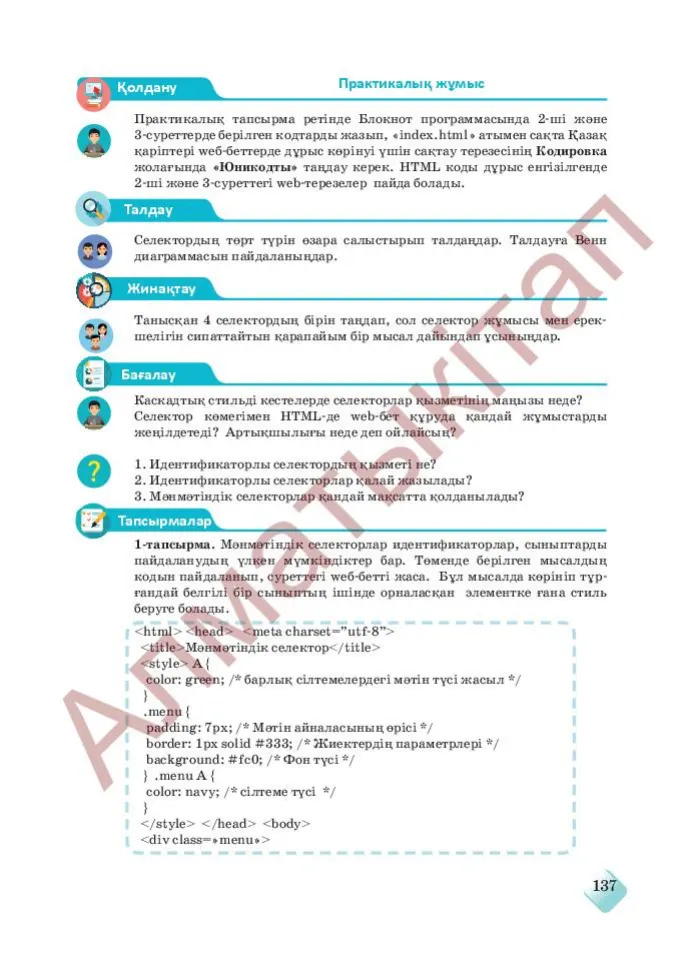 Қолдану
Практикалық жұмыс
Практикалық тапсырма ретінде Блокнот программасында 2-ші және
3-суреттерде берілген кодтарды жазып, «index.html» атымен сақта Қазақ
қаріптері web-беттерде дұрыс көрінуі үшін сақтау терезесінің Кодировка
жолағында «Юникодты» таңдау керек. HTML коды дұрыс енгізілгенде
2-ші және 3-суреттегі web-терезелер пайда болады.
Талдау
Селектордың төрт түрін өзара салыстырып талдаңдар. Талдауға Венн
диаграммасын пайдаланыңдар.
Жинақтау
Танысқан 4 селектордың бірін таңдап, сол селектор жұмысы мен ерек-
шелігін сипаттайтын қарапайым бір мысал дайындап ұсыныңдар.
Бағалау
Каскадтық стильді кестелерде селекторлар қызметінің маңызы неде?
Селектор көмегімен HTML-де web-бет құруда қандай жұмыстарды
жеңілдетеді? Артықшылығы неде деп ойлайсың?
?
1. Идентификаторлы селектордың қызметі не?
2. Идентификаторлы селекторлар қалай жазылады?
3. Мәнмәтіндік селекторлар қандай мақсатта қолданылады?
Тапсырмалар
1-тапсырма. Мәнмәтіндік селекторлар идентификаторлар, сыныптарды
пайдаланудың үлкен мүмкіндіктер бар. Төменде берілген мысалдың
кодын пайдаланып, суреттегі web-бетті жаса. Бұл мысалда көрініп тұр-
ғандай белгілі бір сыныптың ішінде орналасқан элементке ғана стиль
беруге болады.
<html> <head> <meta charset=”utf-8”>
<title>Мәнмәтіндік селектор</title>
<style> A {
color: green; /* барлық сілтемелердегі мәтін түсі жасыл */
}
.menu {
padding: 7px; /* Мәтін айналасының өрісі */
border: 1px solid #333; /* Жиектердің параметрлері */
background: #fc0; /* Фон түсі */
} .menu A {
color: navy; /* сілтеме түсі */
}
</style> </head> <body>
<div class=»menu»>
137
Алматыкітап